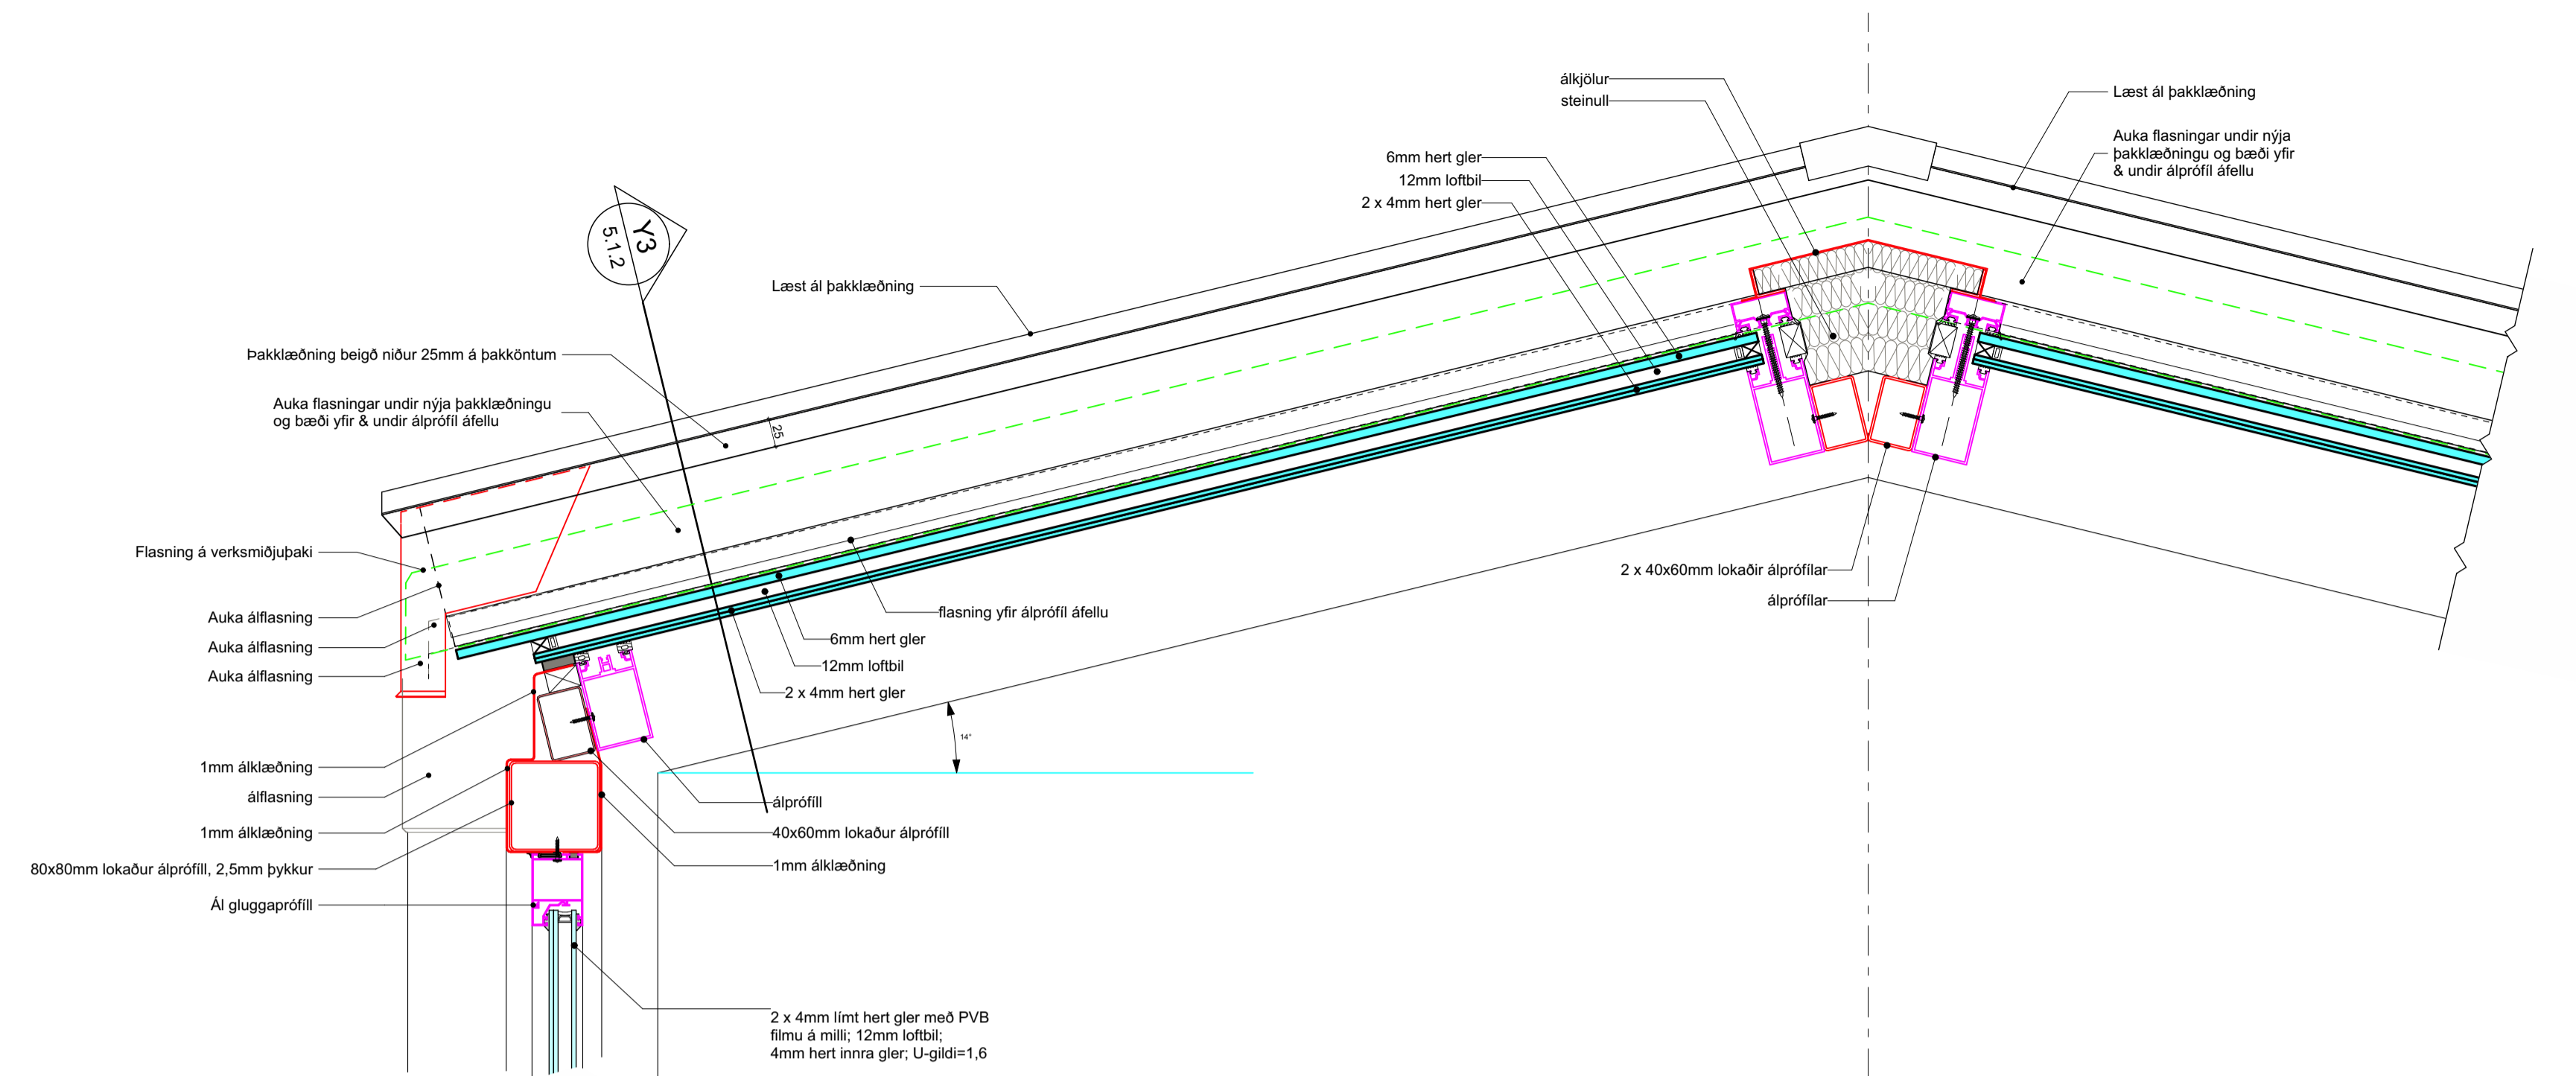 álkjölur
steinull
6mm hert gler
12mm loftbil
2 x 4mm hert gler
Læst ál þakklæðning
Auka flasningar undir nýja
þakklæðningu og bæði yfir
& undir álprófíl áfellu
Y3
5.1.2
Læst ál þakklæðning
Þakklæðning beigð niður 25mm á þakköntum
Auka flasningar undir nýja þakklæðningu
og bæði yfir & undir álprófíl áfellu
25
Flasning á verksmiðjuþaki
Auka álflasning
Auka álflasning
Auka álflasning
flasning yfir álprófíl áfellu
6mm hert gler
12mm loftbil
2 x 4mm hert gler
2 x 40x60mm lokaðir álprófílar
álprófílar
14°
1mm álklæðning
álflasning
1mm álklæðning
80x80mm lokaður álprófíll, 2,5mm þykkur
Ál gluggaprófíll
álprófíll
40x60mm lokaður álprófíll
1mm álklæðning
2 x 4mm límt hert gler með PVB
filmu á milli; 12mm loftbil;
4mm hert innra gler; U-gildi=1,6